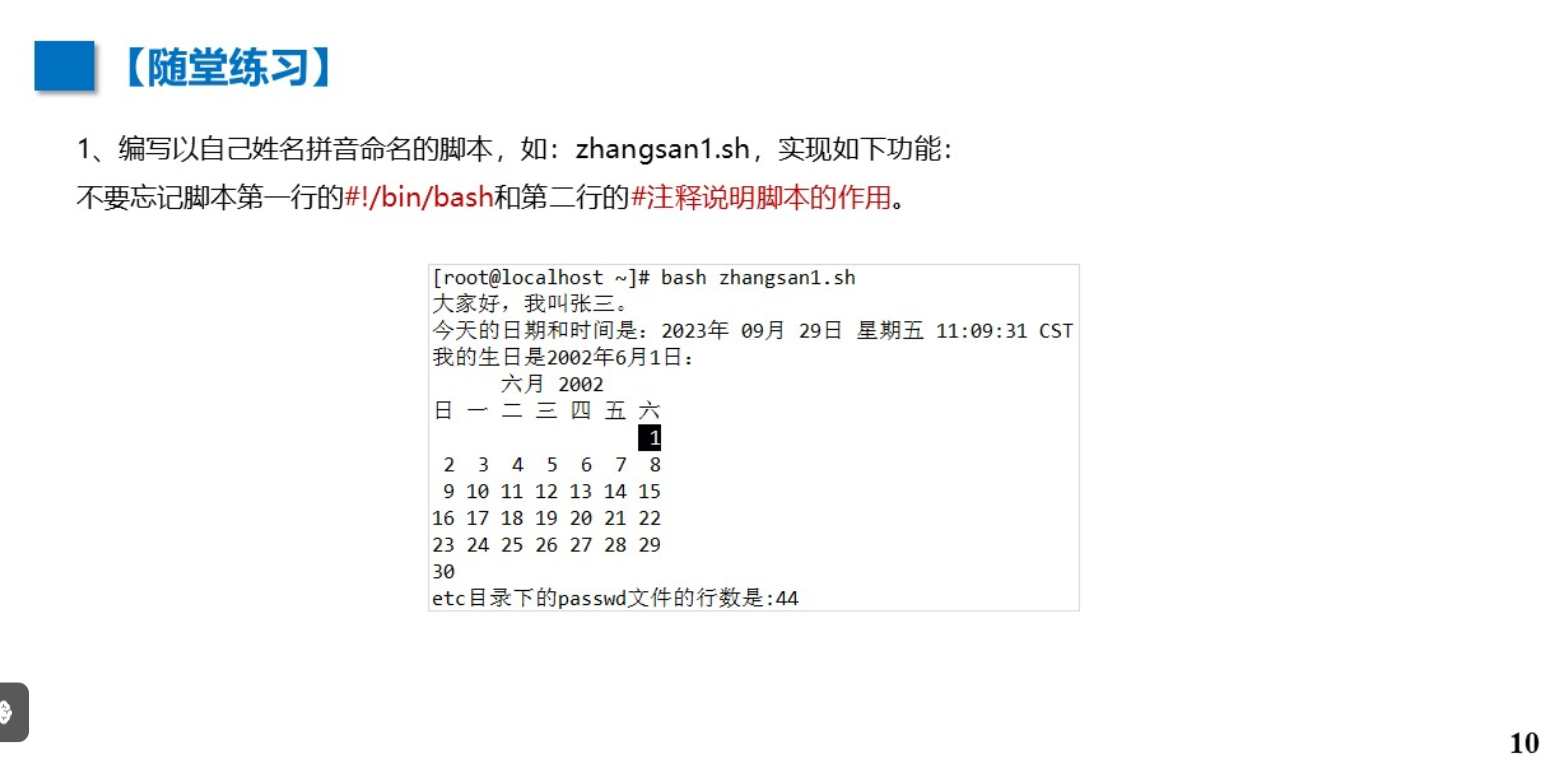 【随堂练习】
1、编写以自己姓名拼音命名的脚本，如：zhangsan1.sh，实现如下功能：
不要忘记脚本第一行的#!/bin/bash和第二行的#注释说明脚本的作用。
[root@localhost ~]# bash zhangsan1.sh
大家好，我叫张三。
今天的日期和时间是：2023年 09月 29日 星期五 11:09:31 CST
我的生日是2002年6月1日：
六月 2002
日 一 二 三 四 五 六
1
2 3 4 5 6 7 8
9 10 11 12 13 14 15
16 17 18 19 20 21 22
23 24 25 26 27 28 29
30
etc目录下的passwd文件的行数是:44
10